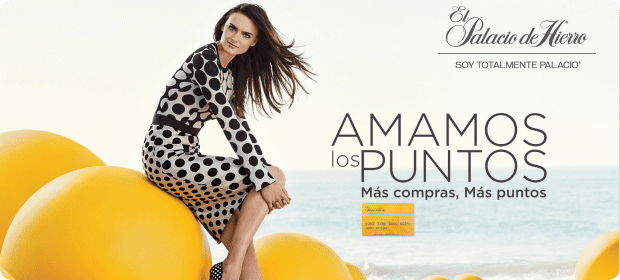 El
Palacio de Hierro
SOY TOTALMENTE PALACIO®
AMAMOS
los PUNTOS
Más compras, Más puntos